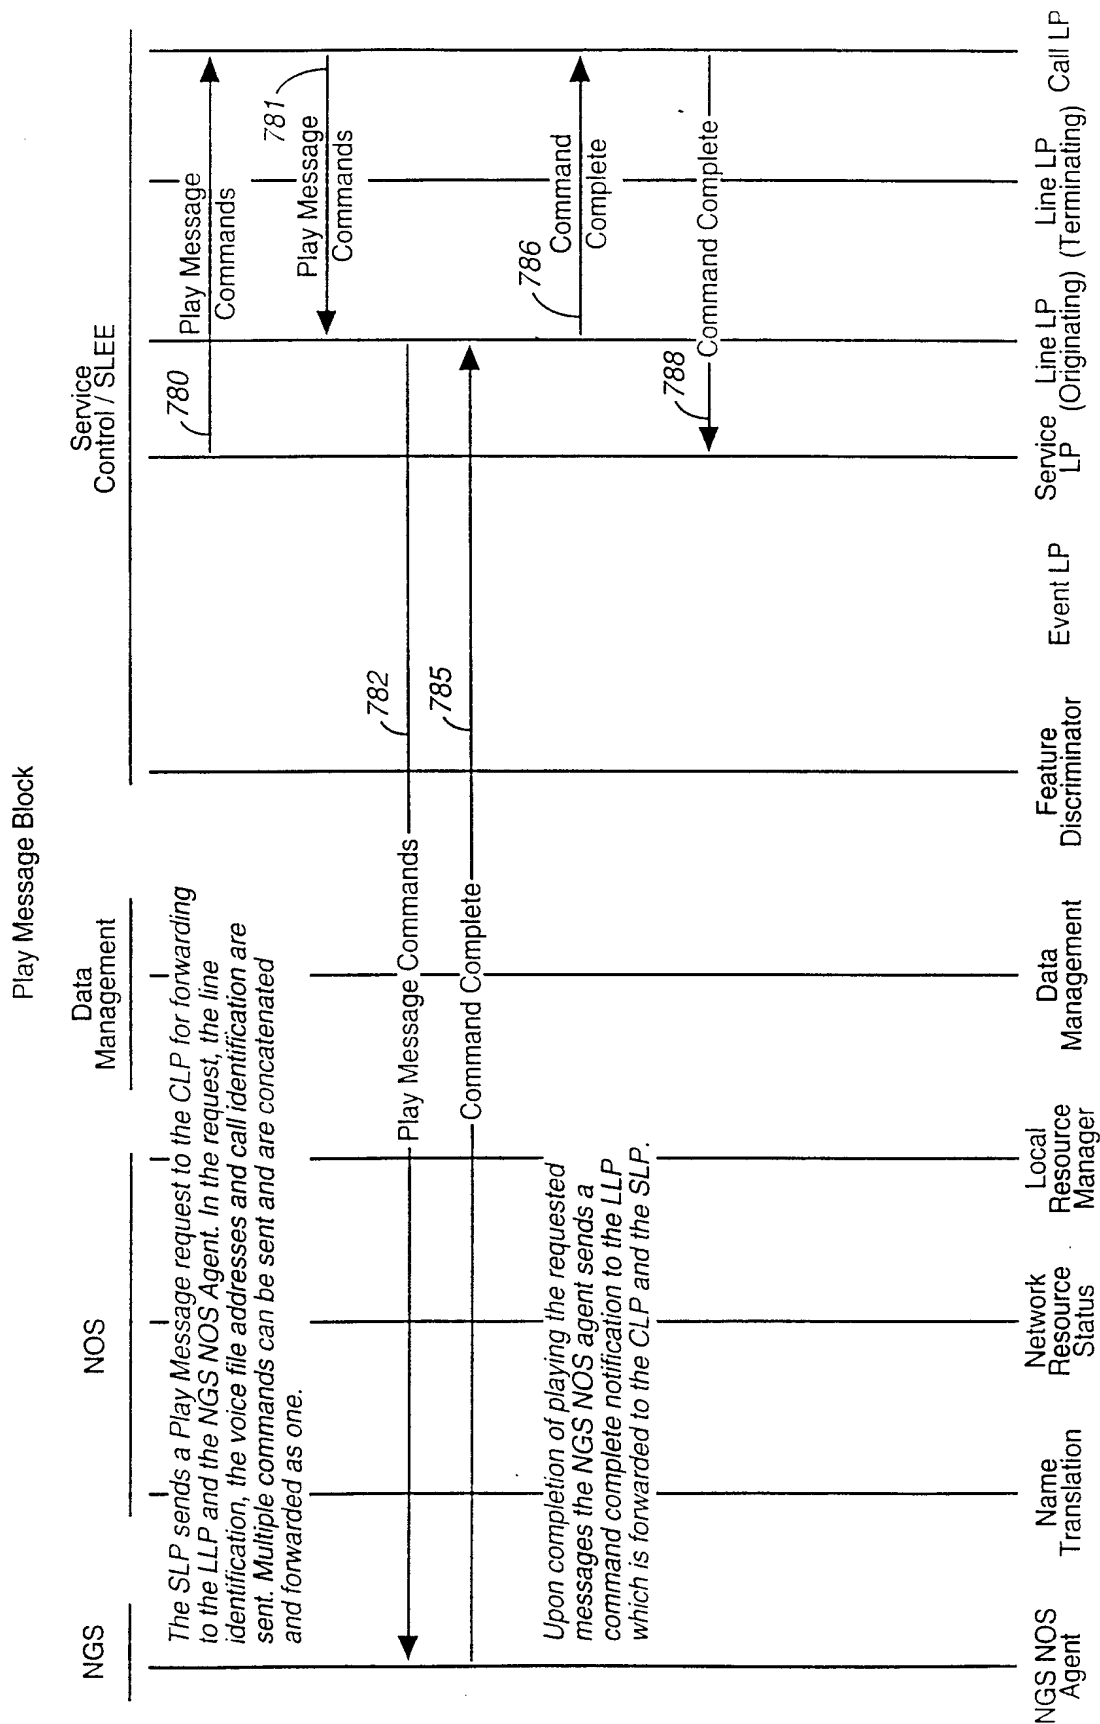 Play Message Block
NGS
NOS
Data
Management
Service
Control / SLEE
The SLP sends a Play Message request to the CLP for forwarding
to the LLP and the NGS NOS Agent. In the request, the line
identification, the voice file addresses and call identification are
sent. Multiple commands can be sent and are concatenated
and forwarded as one.
780
Play Message
Commands
781
Play Message
Commands
782
Play Message Commands
785
Command Complete
Upon completion of playing the requested
messages the NGS NOS agent sends a
command complete notification to the LLP
which is forwarded to the CLP and the SLP.
786
Command
Complete
788
Command Complete
NGS NOS
Agent
Name
Translation
Network
Resource
Status
Local
Resource
Manager
Data
Management
Feature
Discriminator
Event LP
Service
LP
Line LP
(Originating)
Line LP
(Terminating)
Call LP